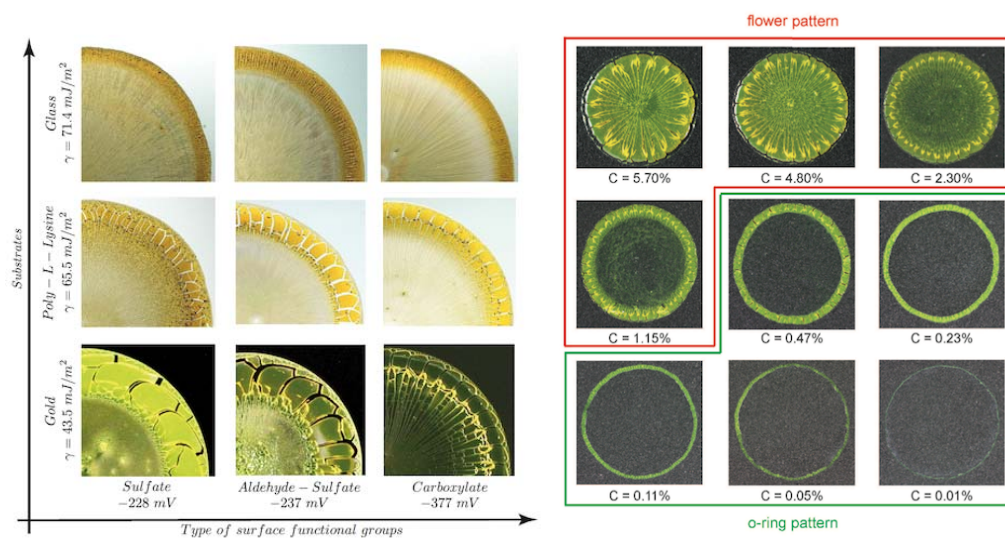 flower pattern
Substrates
Glass
γ = 71.4 mJ/m²
Poly − L − Lysine
γ = 65.5 mJ/m²
Gold
γ = 43.5 mJ/m²
Sulfate
−228 mV
Aldehyde − Sulfate
−237 mV
Carboxylate
−377 mV
Type of surface functional groups
C = 5.70%
C = 4.80%
C = 2.30%
C = 1.15%
C = 0.47%
C = 0.23%
C = 0.11%
C = 0.05%
C = 0.01%
o-ring pattern